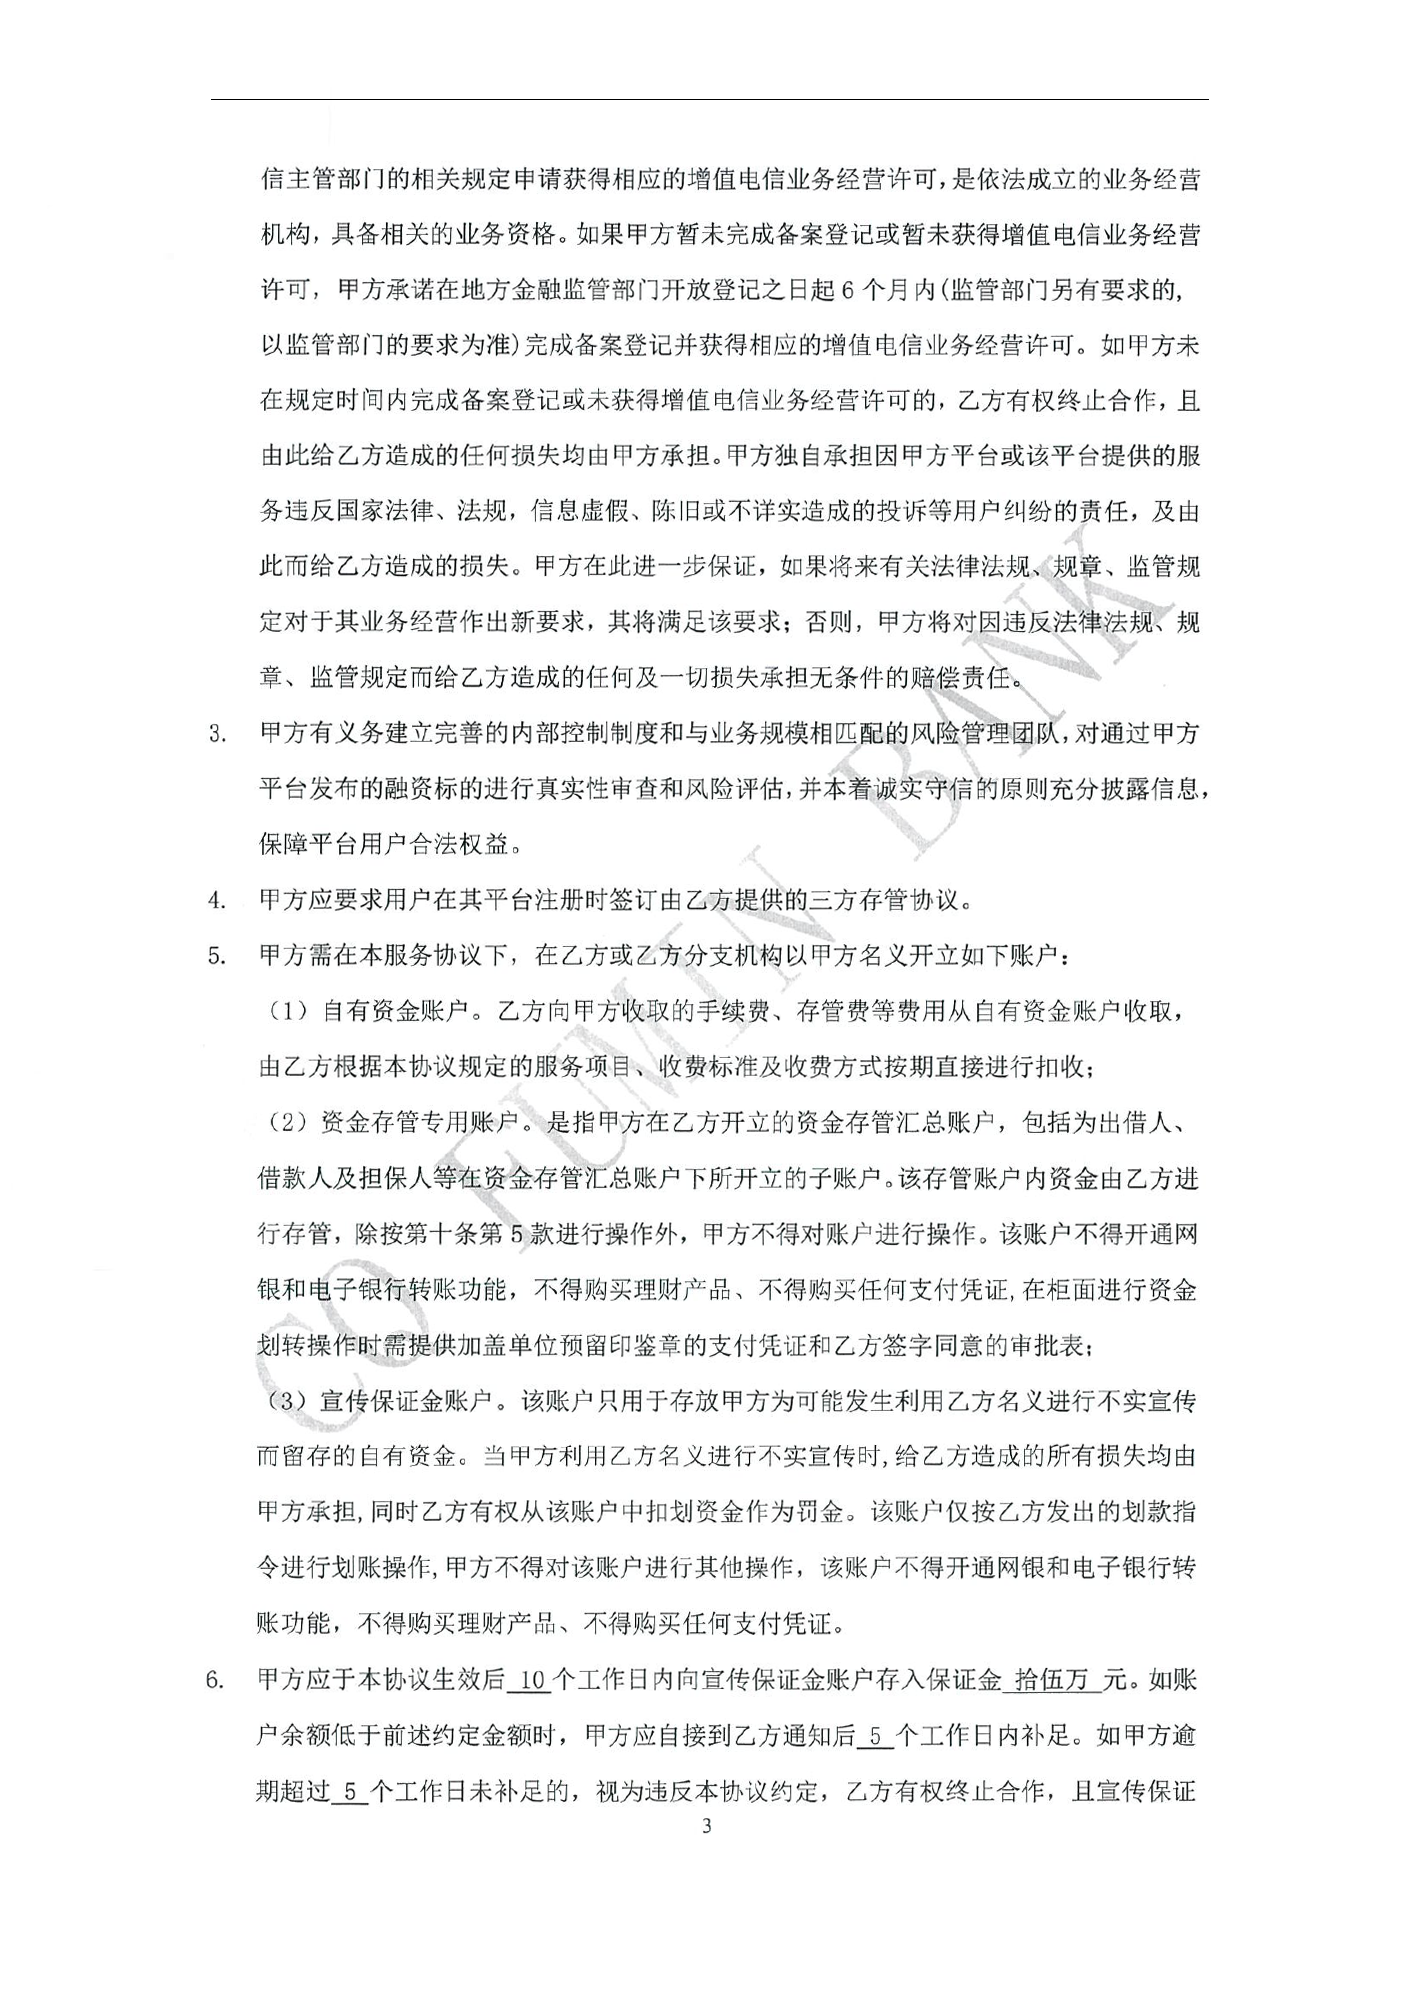 信主管部门的相关规定申请获得相应的增值电信业务经营许可,是依法成立的业务经营
机构，具备相关的业务资格。如果甲方暂未完成备案登记或暂未获得增值电信业务经营
许可，甲方承诺在地方金融监管部门开放登记之日起 6 个月内(监管部门另有要求的,
以监管部门的要求为准)完成备案登记并获得相应的增值电信业务经营许可。如甲方未
在规定时间内完成备案登记或未获得增值电信业务经营许可的，乙方有权终止合作，且
由此给乙方造成的任何损失均由甲方承担。甲方独自承担因甲方平台或该平台提供的服
务违反国家法律、法规，信息虚假、陈旧或不详实造成的投诉等用户纠纷的责任，及由
此而给乙方造成的损失。甲方在此进一步保证，如果将来有关法律法规、规章、监管规
定对于其业务经营作出新要求，其将满足该要求；否则，甲方将对因违反法律法规、规
章、监管规定而给乙方造成的任何及一切损失承担无条件的赔偿责任。
3. 甲方有义务建立完善的内部控制制度和与业务规模相匹配的风险管理团队,对通过甲方
平台发布的融资标的进行真实性审查和风险评估,并本着诚实守信的原则充分披露信息，
保障平台用户合法权益。
4. 甲方应要求用户在其平台注册时签订由乙方提供的三方存管协议。
5. 甲方需在本服务协议下，在乙方或乙方分支机构以甲方名义开立如下账户：
（1）自有资金账户。乙方向甲方收取的手续费、存管费等费用从自有资金账户收取，
由乙方根据本协议规定的服务项目、收费标准及收费方式按期直接进行扣收；
（2）资金存管专用账户。是指甲方在乙方开立的资金存管汇总账户，包括为出借人、
借款人及担保人等在资金存管汇总账户下所开立的子账户。该存管账户内资金由乙方进
行存管，除按第十条第 5 款进行操作外，甲方不得对账户进行操作。该账户不得开通网
银和电子银行转账功能，不得购买理财产品、不得购买任何支付凭证,在柜面进行资金
划转操作时需提供加盖单位预留印鉴章的支付凭证和乙方签字同意的审批表；
（3）宣传保证金账户。该账户只用于存放甲方为可能发生利用乙方名义进行不实宣传
而留存的自有资金。当甲方利用乙方名义进行不实宣传时,给乙方造成的所有损失均由
甲方承担,同时乙方有权从该账户中扣划资金作为罚金。该账户仅按乙方发出的划款指
令进行划账操作,甲方不得对该账户进行其他操作，该账户不得开通网银和电子银行转
账功能，不得购买理财产品、不得购买任何支付凭证。
6. 甲方应于本协议生效后 10 个工作日内向宣传保证金账户存入保证金 拾伍万 元。如账
户余额低于前述约定金额时，甲方应自接到乙方通知后 5 个工作日内补足。如甲方逾
期超过 5 个工作日未补足的，视为违反本协议约定，乙方有权终止合作，且宣传保证
3
CQ FUMIN BANK